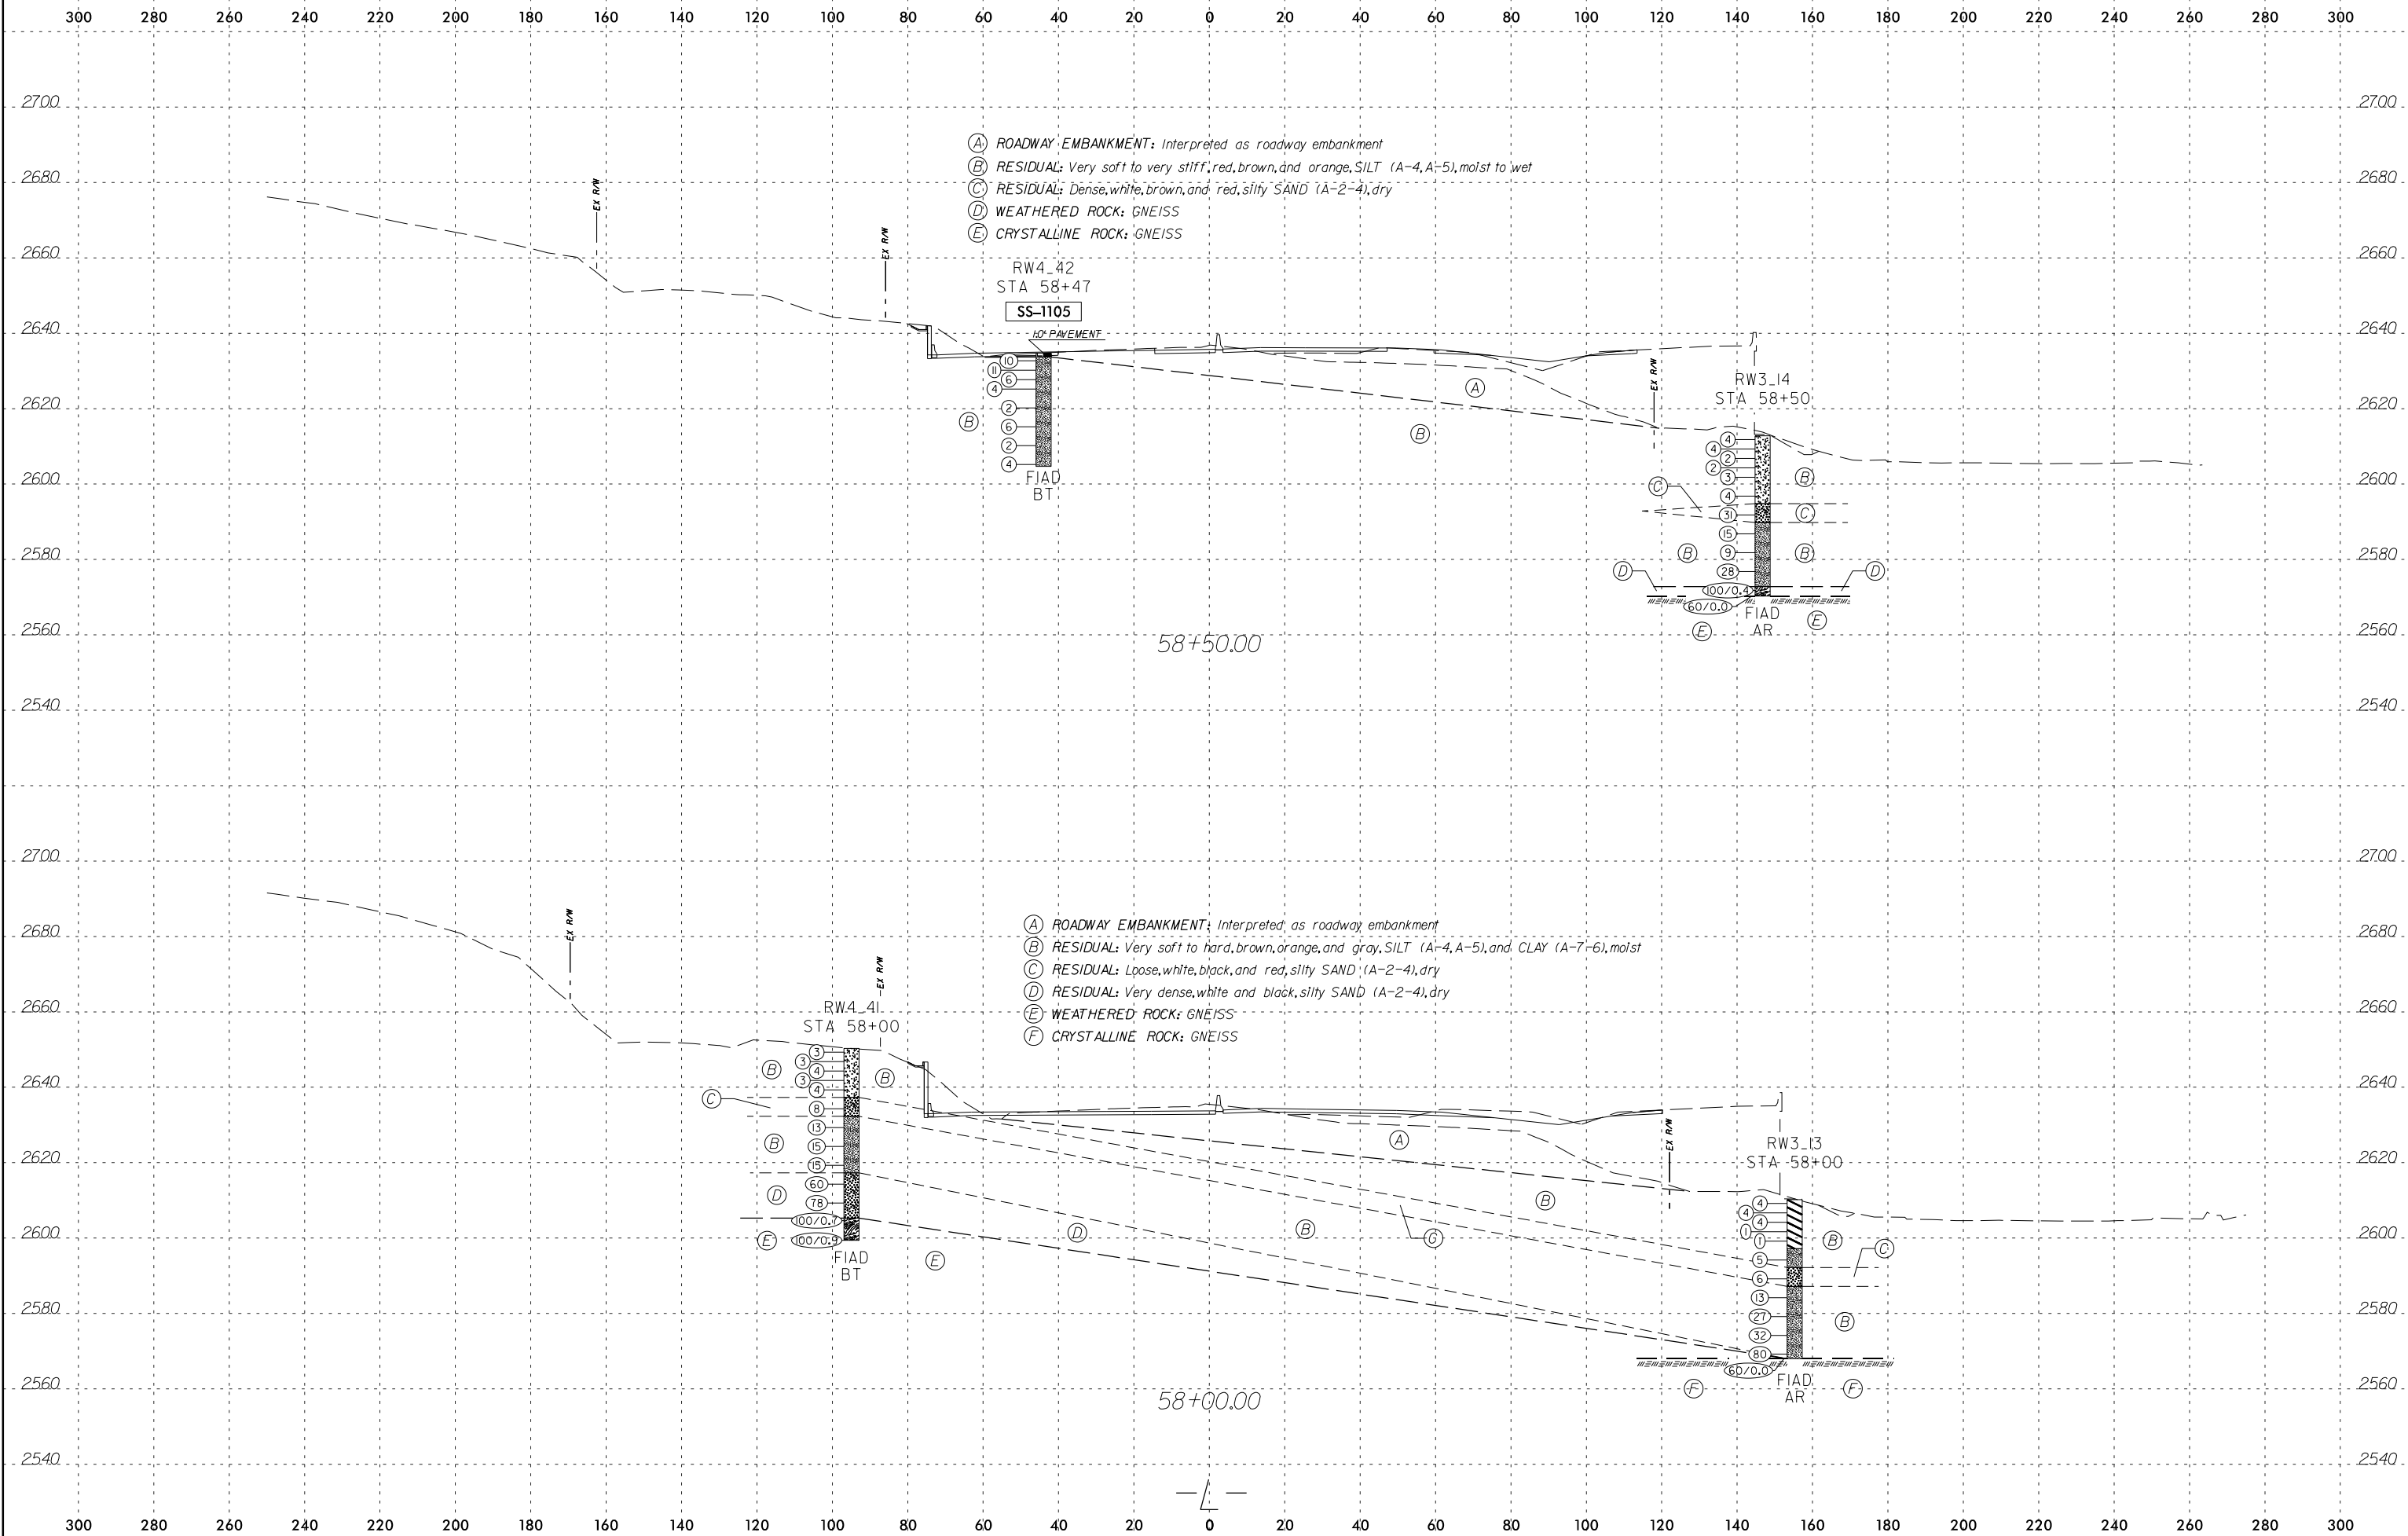 300 280 260 240 220 200 180 160 140 120 100 80 60 40 20 0 20 40 60 80 100 120 140 160 180 200 220 240 260 280 300
2700 2700
Ⓐ ROADWAY EMBANKMENT: Interpreted as roadway embankment
Ⓑ RESIDUAL: Very soft to very stiff, red, brown, and orange, SILT (A-4, A-5), moist to wet
2680 2680
Ⓒ RESIDUAL: Dense, white, brown, and red, silty SAND (A-2-4), dry
EX R/W
Ⓓ WEATHERED ROCK: GNEISS
Ⓔ CRYSTALLINE ROCK: GNEISS
EX R/W
2660 2660
RW4_42
STA 58+47
SS-1105
2640 1.0' PAVEMENT 2640
10
11
6
4
2
6
2
4
FIAD
BT
B
A
B
EX R/W
RW3_14
STA 58+50
2620 2620
4
4
2
2
3
4
31
15
9
28
100/0.4
60/0.0
FIAD
AR
2600 2600
C B
C
2580 B B 2580
D D
E E
2560 2560
58+50.00
2540 2540
2700 2700
Ⓐ ROADWAY EMBANKMENT: Interpreted as roadway embankment
2680 2680
Ⓑ RESIDUAL: Very soft to hard, brown, orange, and gray, SILT (A-4, A-5), and CLAY (A-7-6), moist
EX R/W
Ⓒ RESIDUAL: Loose, white, black, and red, silty SAND (A-2-4), dry
EX R/W
Ⓓ RESIDUAL: Very dense, white and black, silty SAND (A-2-4), dry
2660 2660
Ⓔ WEATHERED ROCK: GNEISS
Ⓕ CRYSTALLINE ROCK: GNEISS
RW4_41
STA 58+00
3
3
4
3
4
8
13
15
15
60
78
100/0.7
100/0.9
FIAD
BT
B B
2640 2640
C
B A
EX R/W
RW3_13
STA 58+00
2620 2620
D B
D B C
E E
2600 2600
4
4
4
1
1
5
6
13
27
32
80
60/0.0
FIAD
AR
B
C
2580 2580
B
2560 F F 2560
58+00.00
2540 2540
L
300 280 260 240 220 200 180 160 140 120 100 80 60 40 20 0 20 40 60 80 100 120 140 160 180 200 220 240 260 280 300